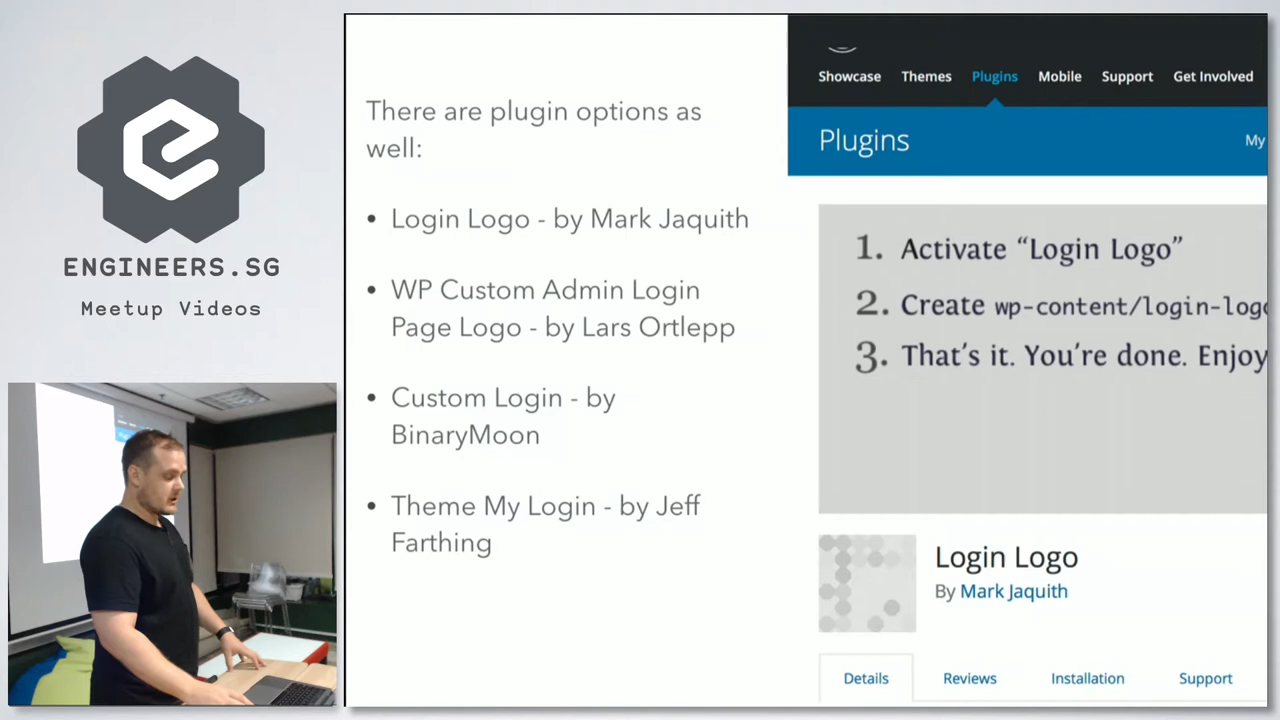 ENGINEERS.SG
Meetup Videos
There are plugin options as
well:
• Login Logo - by Mark Jaquith
• WP Custom Admin Login
Page Logo - by Lars Ortlepp
• Custom Login - by
BinaryMoon
• Theme My Login - by Jeff
Farthing
Showcase Themes Plugins Mobile Support Get Involved
Plugins My
1. Activate “Login Logo”
2. Create wp-content/login-logo
3. That’s it. You’re done. Enjoy
Login Logo
By Mark Jaquith
Details Reviews Installation Support